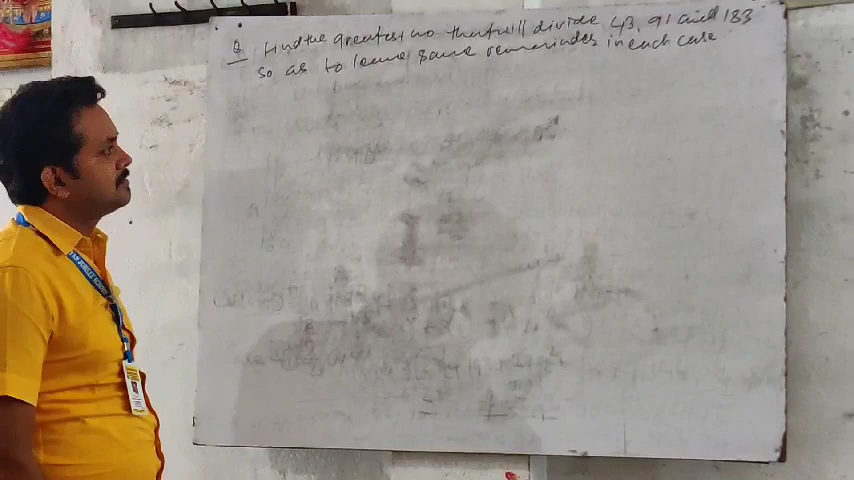 Q. Find the greatest no that will divide 43, 91 and 183
so as to leave same remainder in each case